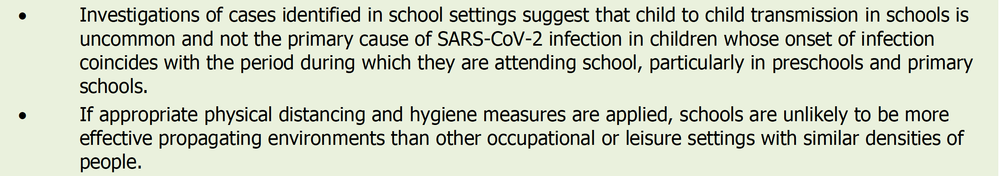 • Investigations of cases identified in school settings suggest that child to child transmission in schools is
uncommon and not the primary cause of SARS-CoV-2 infection in children whose onset of infection
coincides with the period during which they are attending school, particularly in preschools and primary
schools.
• If appropriate physical distancing and hygiene measures are applied, schools are unlikely to be more
effective propagating environments than other occupational or leisure settings with similar densities of
people.